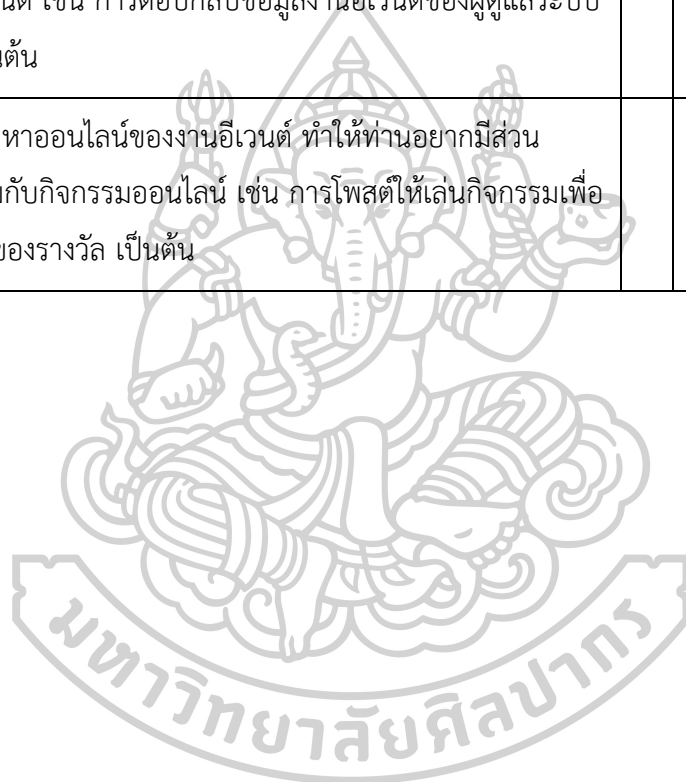 นต์ เช่น การตอบกลับข้อมูลงานอีเวนต์ของผู้ดูแลระบบ
นต้น
หาออนไลน์ของงานอีเวนต์ ทำให้ท่านอยากมีส่วน
มกับกิจกรรมออนไลน์ เช่น การโพสต์ให้เล่นกิจกรรมเพื่อ
ของรางวัล เป็นต้น
มหาวิทยาลัยศิลปากร